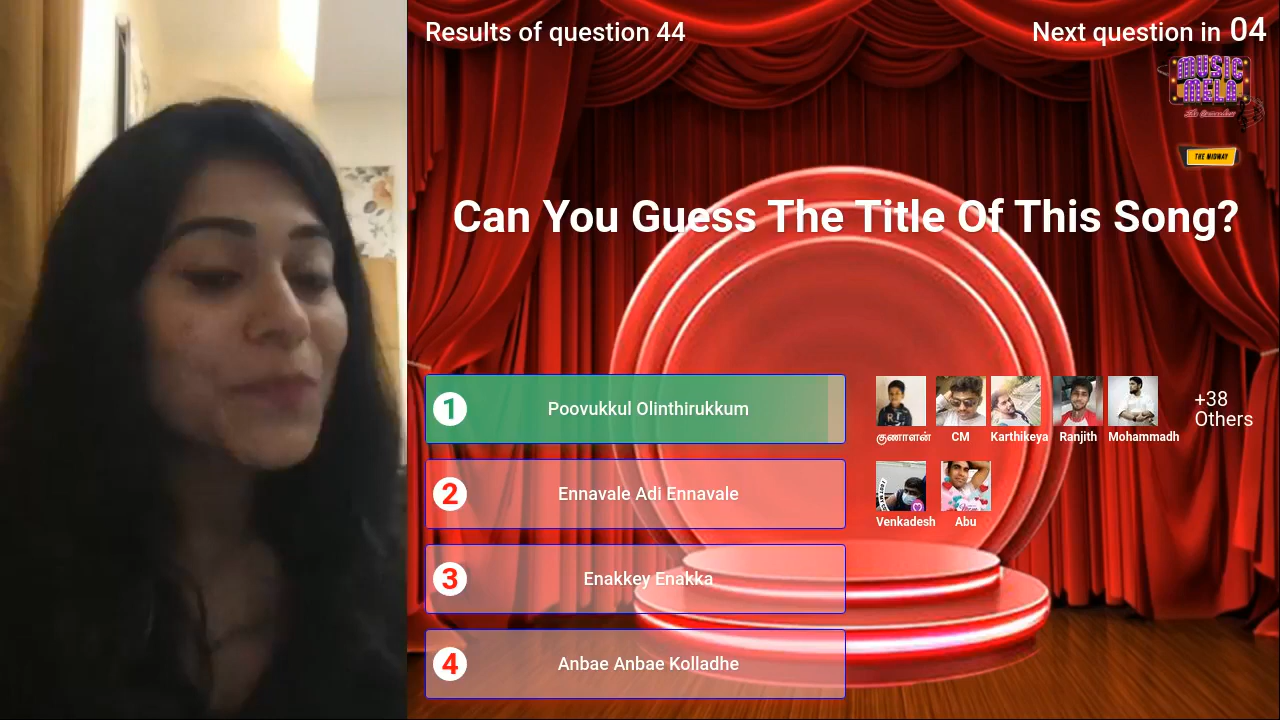 Results of question 44
Next question in 04
MUSIC
MELA
THE MIDWAY
Can You Guess The Title Of This Song?
1 Poovukkul Olinthirukkum
குணாளன் CM Karthikeya Ranjith Mohammadh
+38
Others
2 Ennavale Adi Ennavale
Venkadesh Abu
3 Enakkey Enakka
4 Anbae Anbae Kolladhe